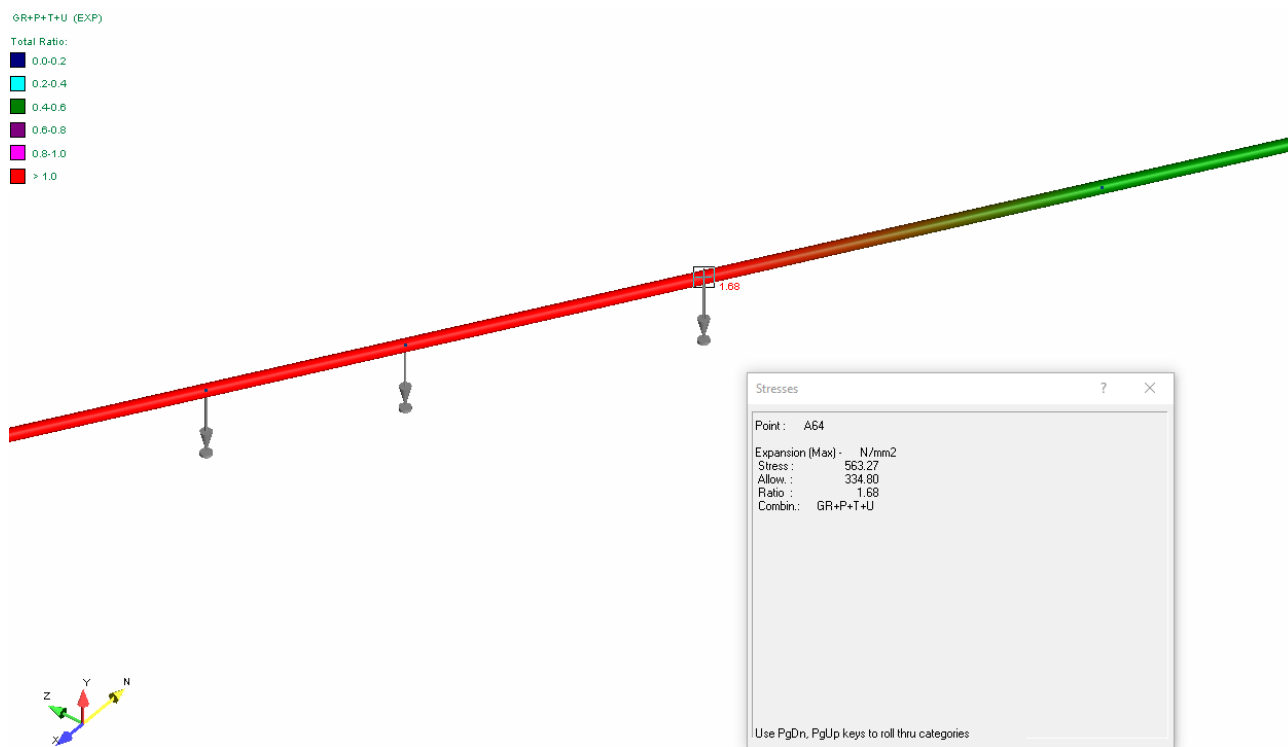 GR+P+T+U (EXP)
Total Ratio:
0.0-0.2
0.2-0.4
0.4-0.6
0.6-0.8
0.8-1.0
> 1.0
1.68
Stresses ? ×
Point : A64
Expansion (Max) - N/mm2
Stress : 563.27
Allow. : 334.80
Ratio : 1.68
Combin.: GR+P+T+U
Use PgDn, PgUp keys to roll thru categories
Z Y N
X